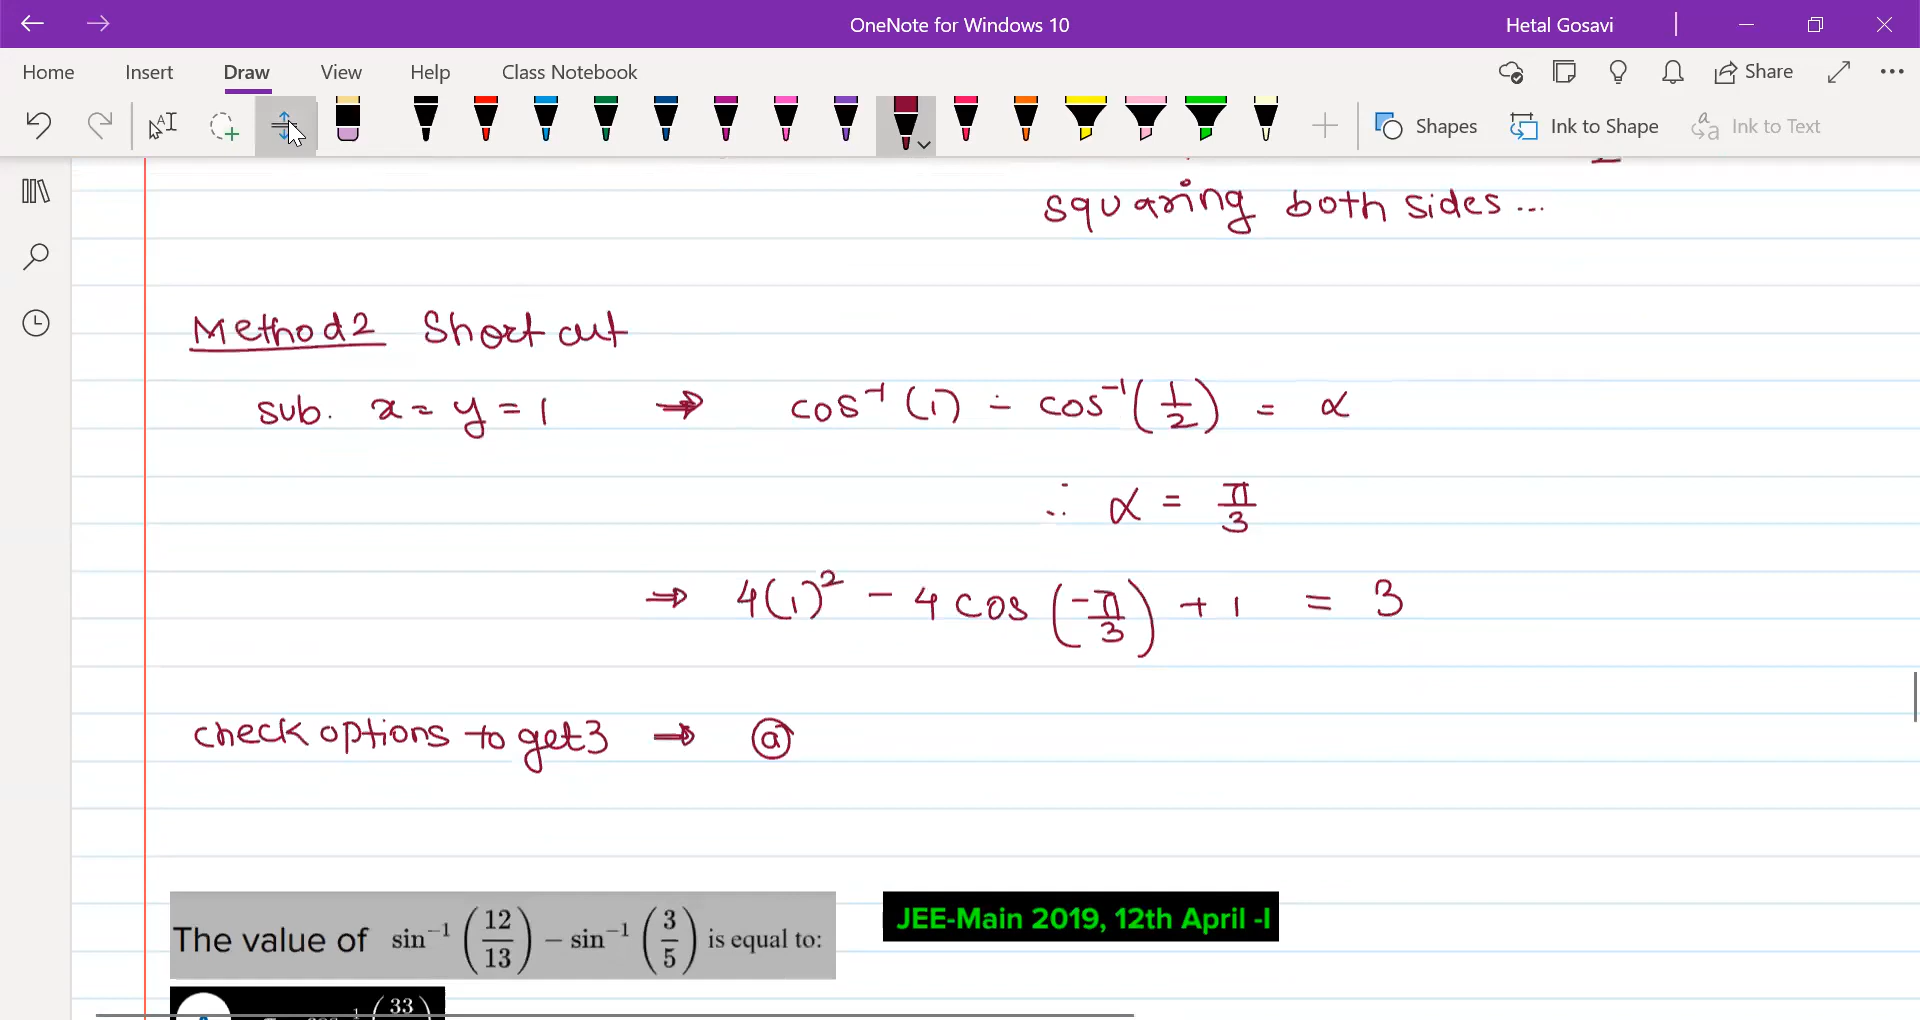 OneNote for Windows 10
Hetal Gosavi
Home Insert Draw View Help Class Notebook Share
Shapes Ink to Shape Ink to Text
squaring both sides ...
Method 2 Short cut
sub. x = y = 1 ⇒ cos⁻¹ (1) - cos⁻¹ (1/2) = α
∴ α = π/3
⇒ 4(1)² - 4 cos (-π/3) + 1 = 3
check options to get 3 ⇒ ⓐ
The value of sin⁻¹ (12/13) − sin⁻¹ (3/5) is equal to:
JEE-Main 2019, 12th April -I
33